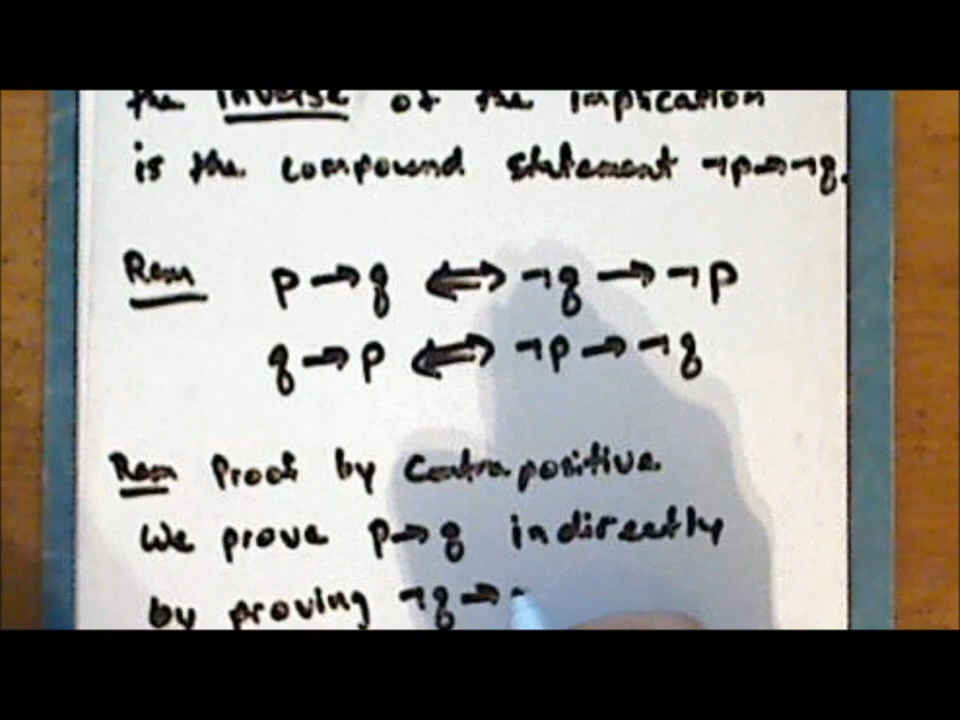 the inverse of the implication
is the compound statement ¬p→¬q.
Rem p→q ⇔ ¬q→¬p
q→p ⇔ ¬p→¬q
Rem Proof by Contrapositive
We prove p→q indirectly
by proving ¬q→¬